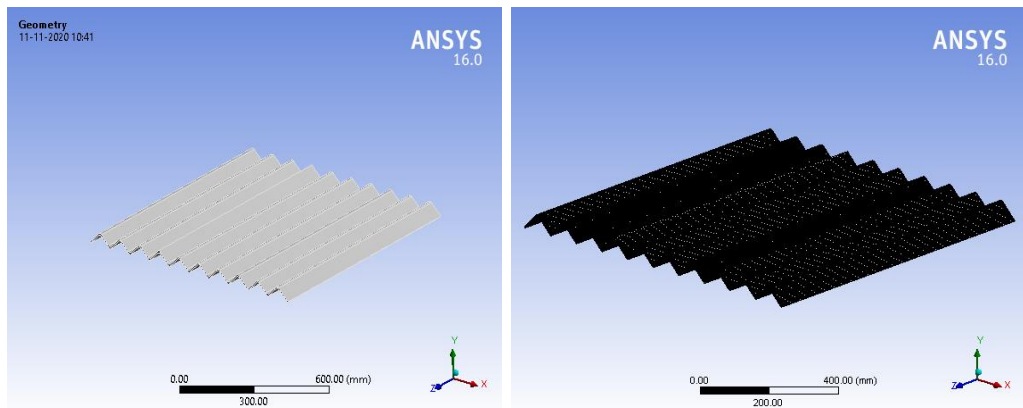 Geometry
11-11-2020 10:41
ANSYS
16.0
0.00 600.00 (mm)
300.00
Y
Z X
ANSYS
16.0
0.00 400.00 (mm)
200.00
Y
Z X